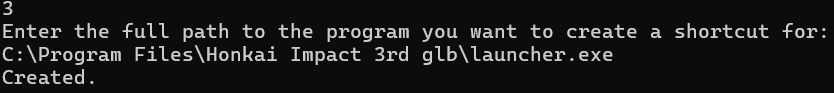 3
Enter the full path to the program you want to create a shortcut for:
C:\Program Files\Honkai Impact 3rd glb\launcher.exe
Created.